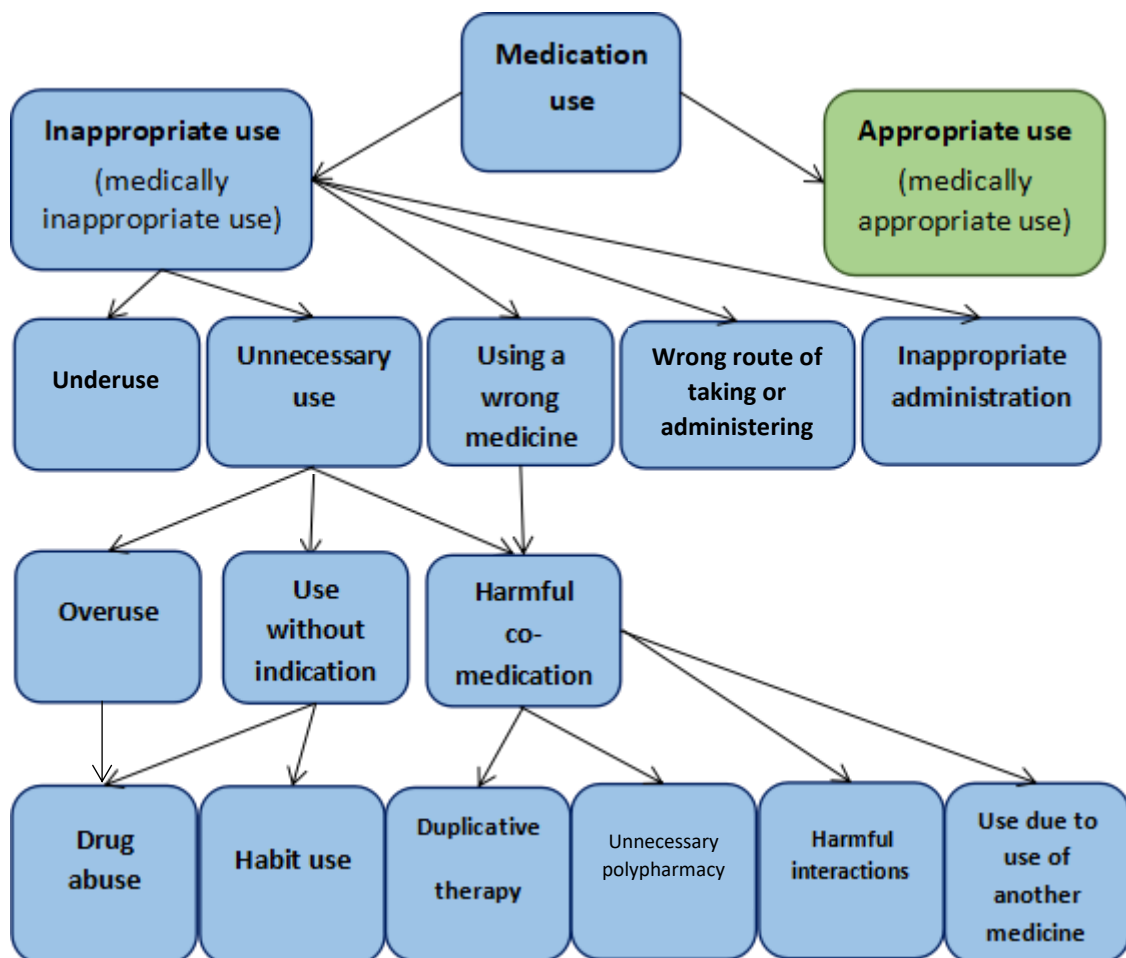 Medication
use
Inappropriate use
(medically
inappropriate use)
Appropriate use
(medically
appropriate use)
Underuse
Unnecessary
use
Using a
wrong
medicine
Wrong route of
taking or
administering
Inappropriate
administration
Overuse
Use
without
indication
Harmful
co-
medication
Drug
abuse
Habit use
Duplicative
therapy
Unnecessary
polypharmacy
Harmful
interactions
Use due to
use of
another
medicine